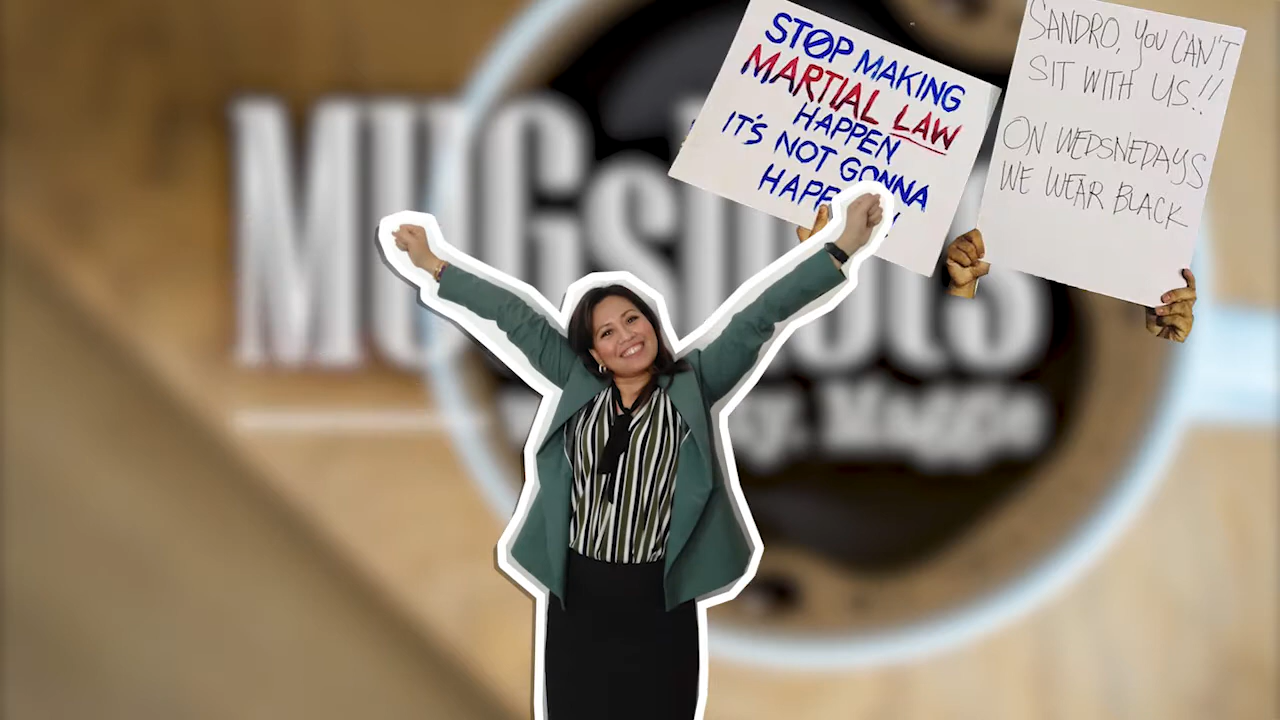 MUGshots
Maggie
STOP MAKING
MARTIAL LAW
HAPPEN
IT'S NOT GONNA
SANDRO, YOU CAN'T
SIT WITH US!!
ON WEDSNEDAYS
WE WEAR BLACK